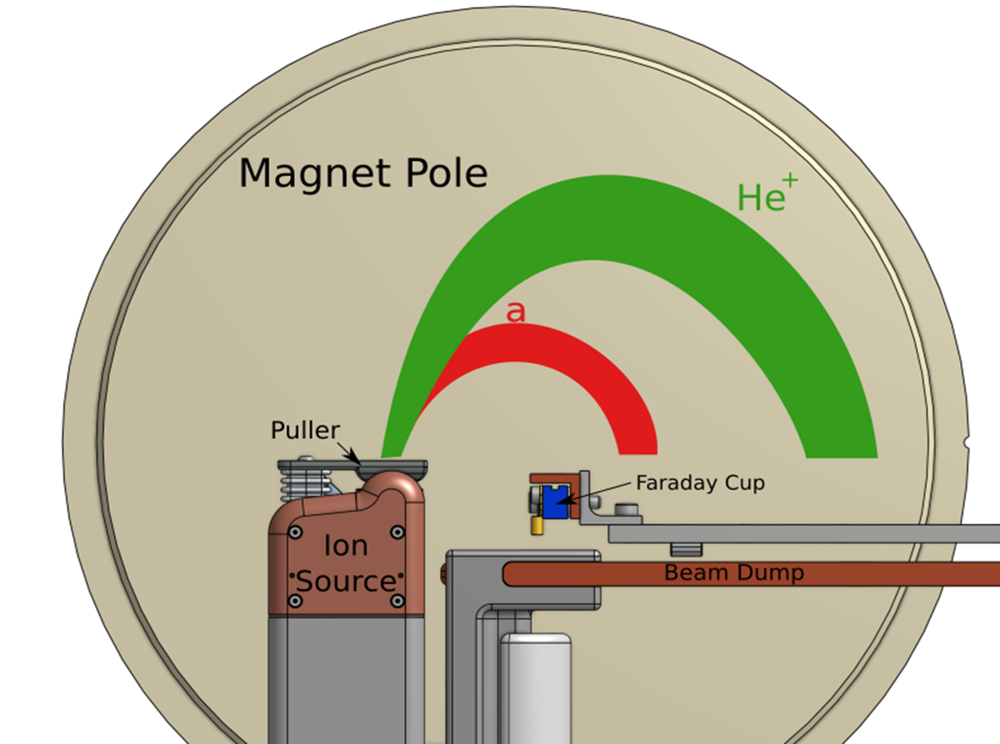 Magnet Pole
He+
a
Puller
Faraday Cup
Ion
Source
Beam Dump